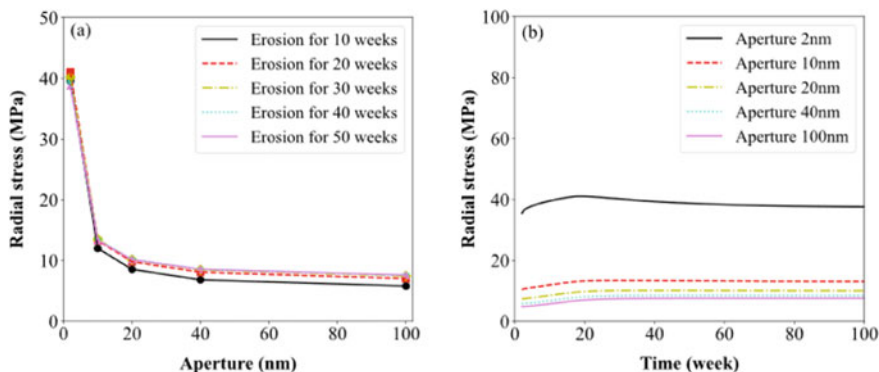 (a)
Radial stress (MPa)
50
40
30
20
10
0
Erosion for 10 weeks
Erosion for 20 weeks
Erosion for 30 weeks
Erosion for 40 weeks
Erosion for 50 weeks
0 20 40 60 80 100
Aperture (nm)
(b)
Radial stress (MPa)
100
80
60
40
20
0
Aperture 2nm
Aperture 10nm
Aperture 20nm
Aperture 40nm
Aperture 100nm
0 20 40 60 80 100
Time (week)